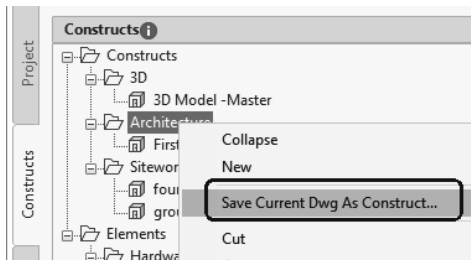 Constructs
Project
Constructs
Constructs
3D
3D Model -Master
Architecture
First
Sitewor
four
grou
Elements
Hardwa
Collapse
New
Save Current Dwg As Construct...
Cut